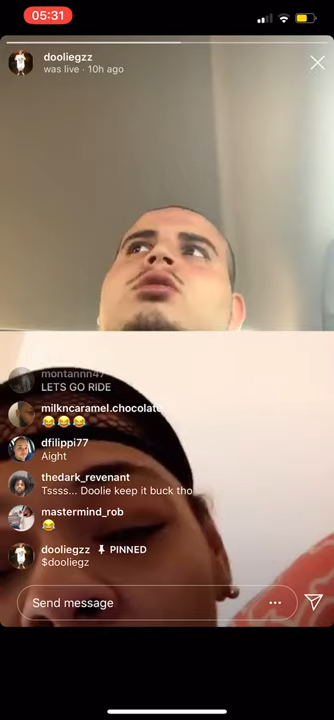 05:31
dooliegzz
was live · 10h ago
montannn47
LETS GO RIDE
milkncaramel.chocolate
😂😂😂
dfilippi77
Aight
thedark_revenant
Tssss... Doolie keep it buck tho
mastermind_rob
😂
dooliegzz 📌 PINNED
$dooliegz
Send message